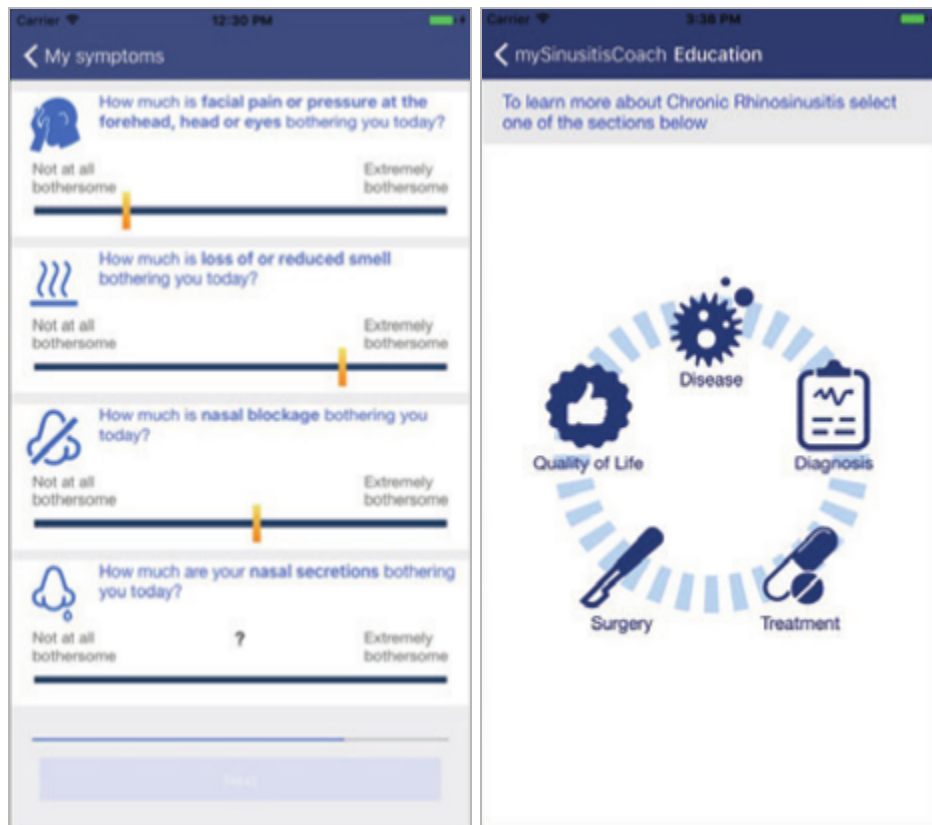 Carrier 12:30 PM
My symptoms
How much is facial pain or pressure at the
forehead, head or eyes bothering you today?
Not at all
bothersome
Extremely
bothersome
How much is loss of or reduced smell
bothering you today?
Not at all
bothersome
Extremely
bothersome
How much is nasal blockage bothering you
today?
Not at all
bothersome
Extremely
bothersome
How much are your nasal secretions bothering
you today?
Not at all
bothersome
?
Extremely
bothersome
Next
Carrier 3:38 PM
mySinusitisCoach Education
To learn more about Chronic Rhinosinusitis select
one of the sections below
Disease
Quality of Life
Diagnosis
Surgery
Treatment